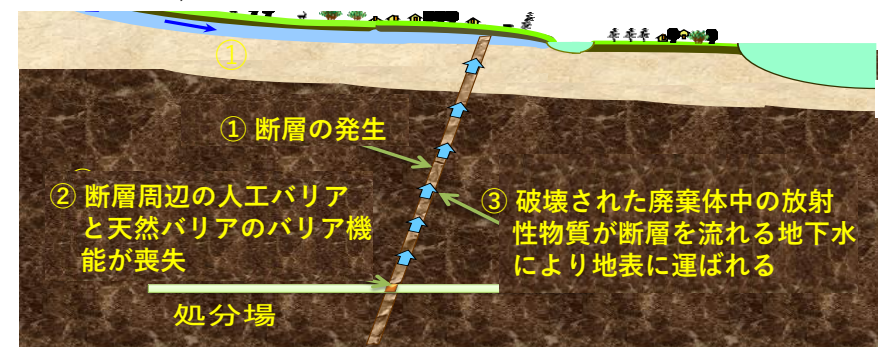 ①
① 断層の発生
② 断層周辺の人工バリア
と天然バリアのバリア機
能が喪失
③ 破壊された廃棄体中の放射
性物質が断層を流れる地下水
により地表に運ばれる
処分場